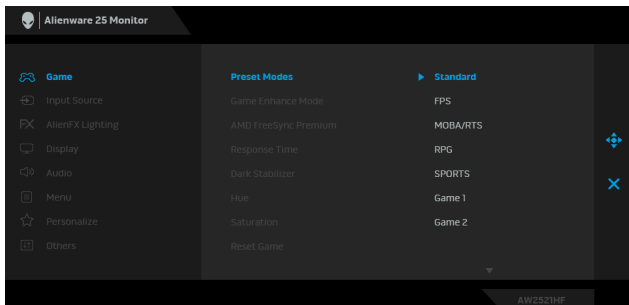 Alienware 25 Monitor
Game
Preset Modes
Standard
Input Source
Game Enhance Mode
FPS
AlienFX Lighting
AMD FreeSync Premium
MOBA/RTS
Display
Response Time
RPG
Audio
Dark Stabilizer
SPORTS
Menu
Hue
Game 1
Personalize
Saturation
Game 2
Others
Reset Game
AW2521HF